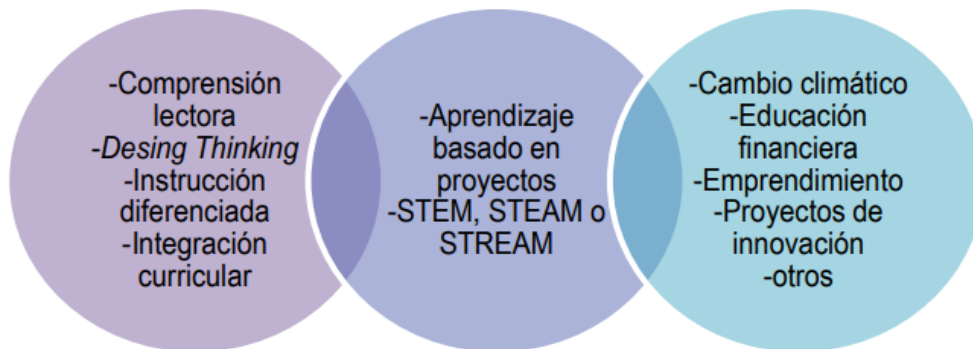 -Comprensión
lectora
-Desing Thinking
-Instrucción
diferenciada
-Integración
curricular
-Aprendizaje
basado en
proyectos
-STEM, STEAM o
STREAM
-Cambio climático
-Educación
financiera
-Emprendimiento
-Proyectos de
innovación
-otros